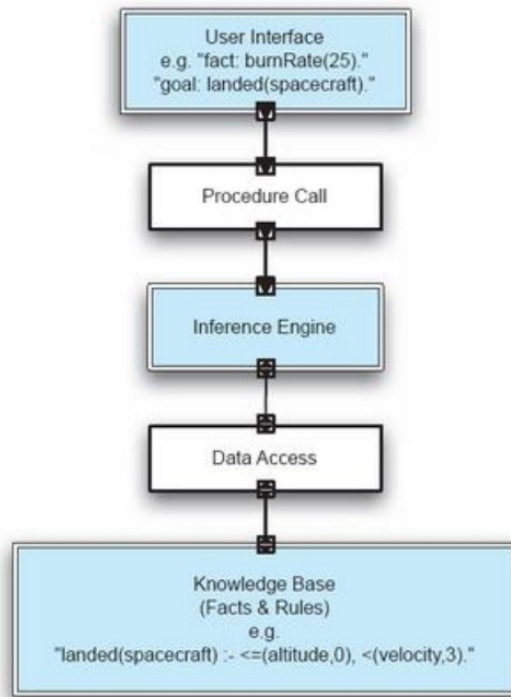 User Interface
e.g. "fact: burnRate(25)."
"goal: landed(spacecraft)."
Procedure Call
Inference Engine
Data Access
Knowledge Base
(Facts & Rules)
e.g.
"landed(spacecraft) :- <=(altitude,0), <(velocity,3)."